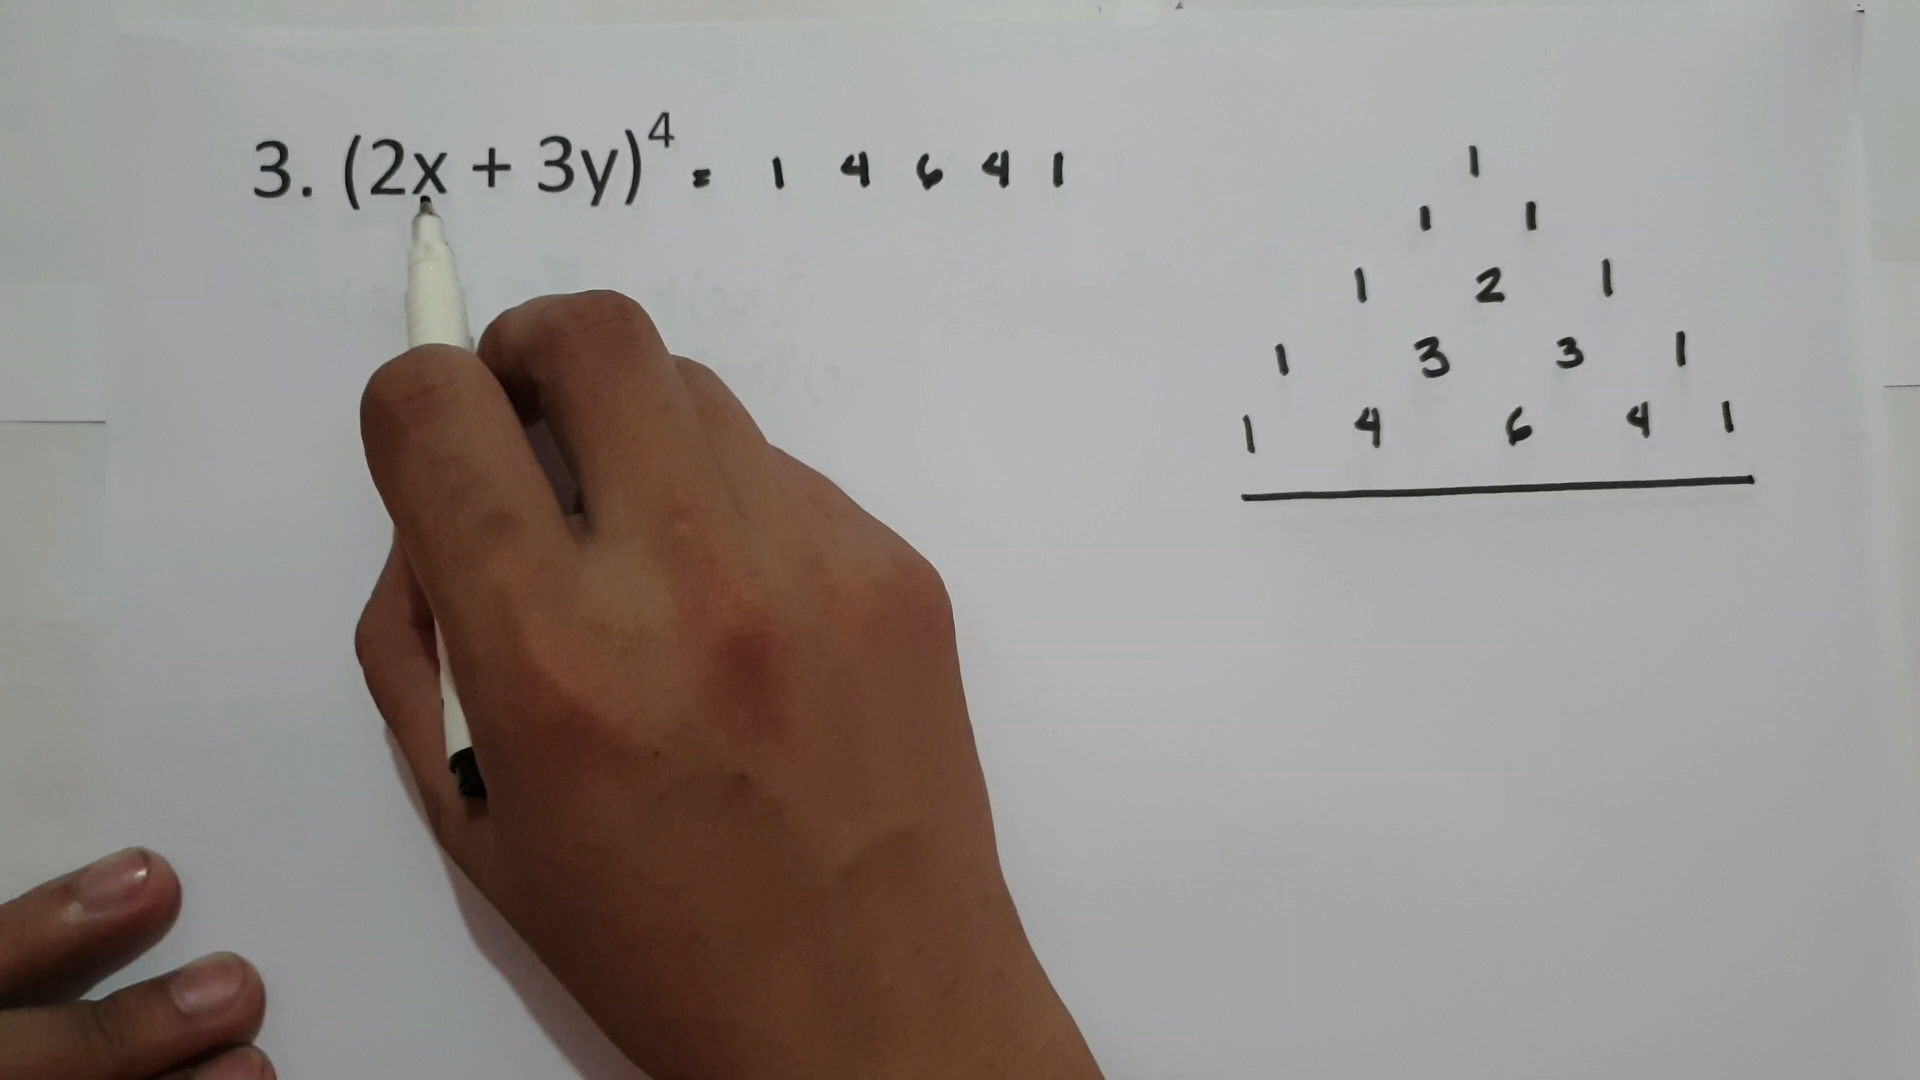 3. (2x + 3y)⁴ = 1 4 6 4 1
1
1 1
1 2 1
1 3 3 1
1 4 6 4 1